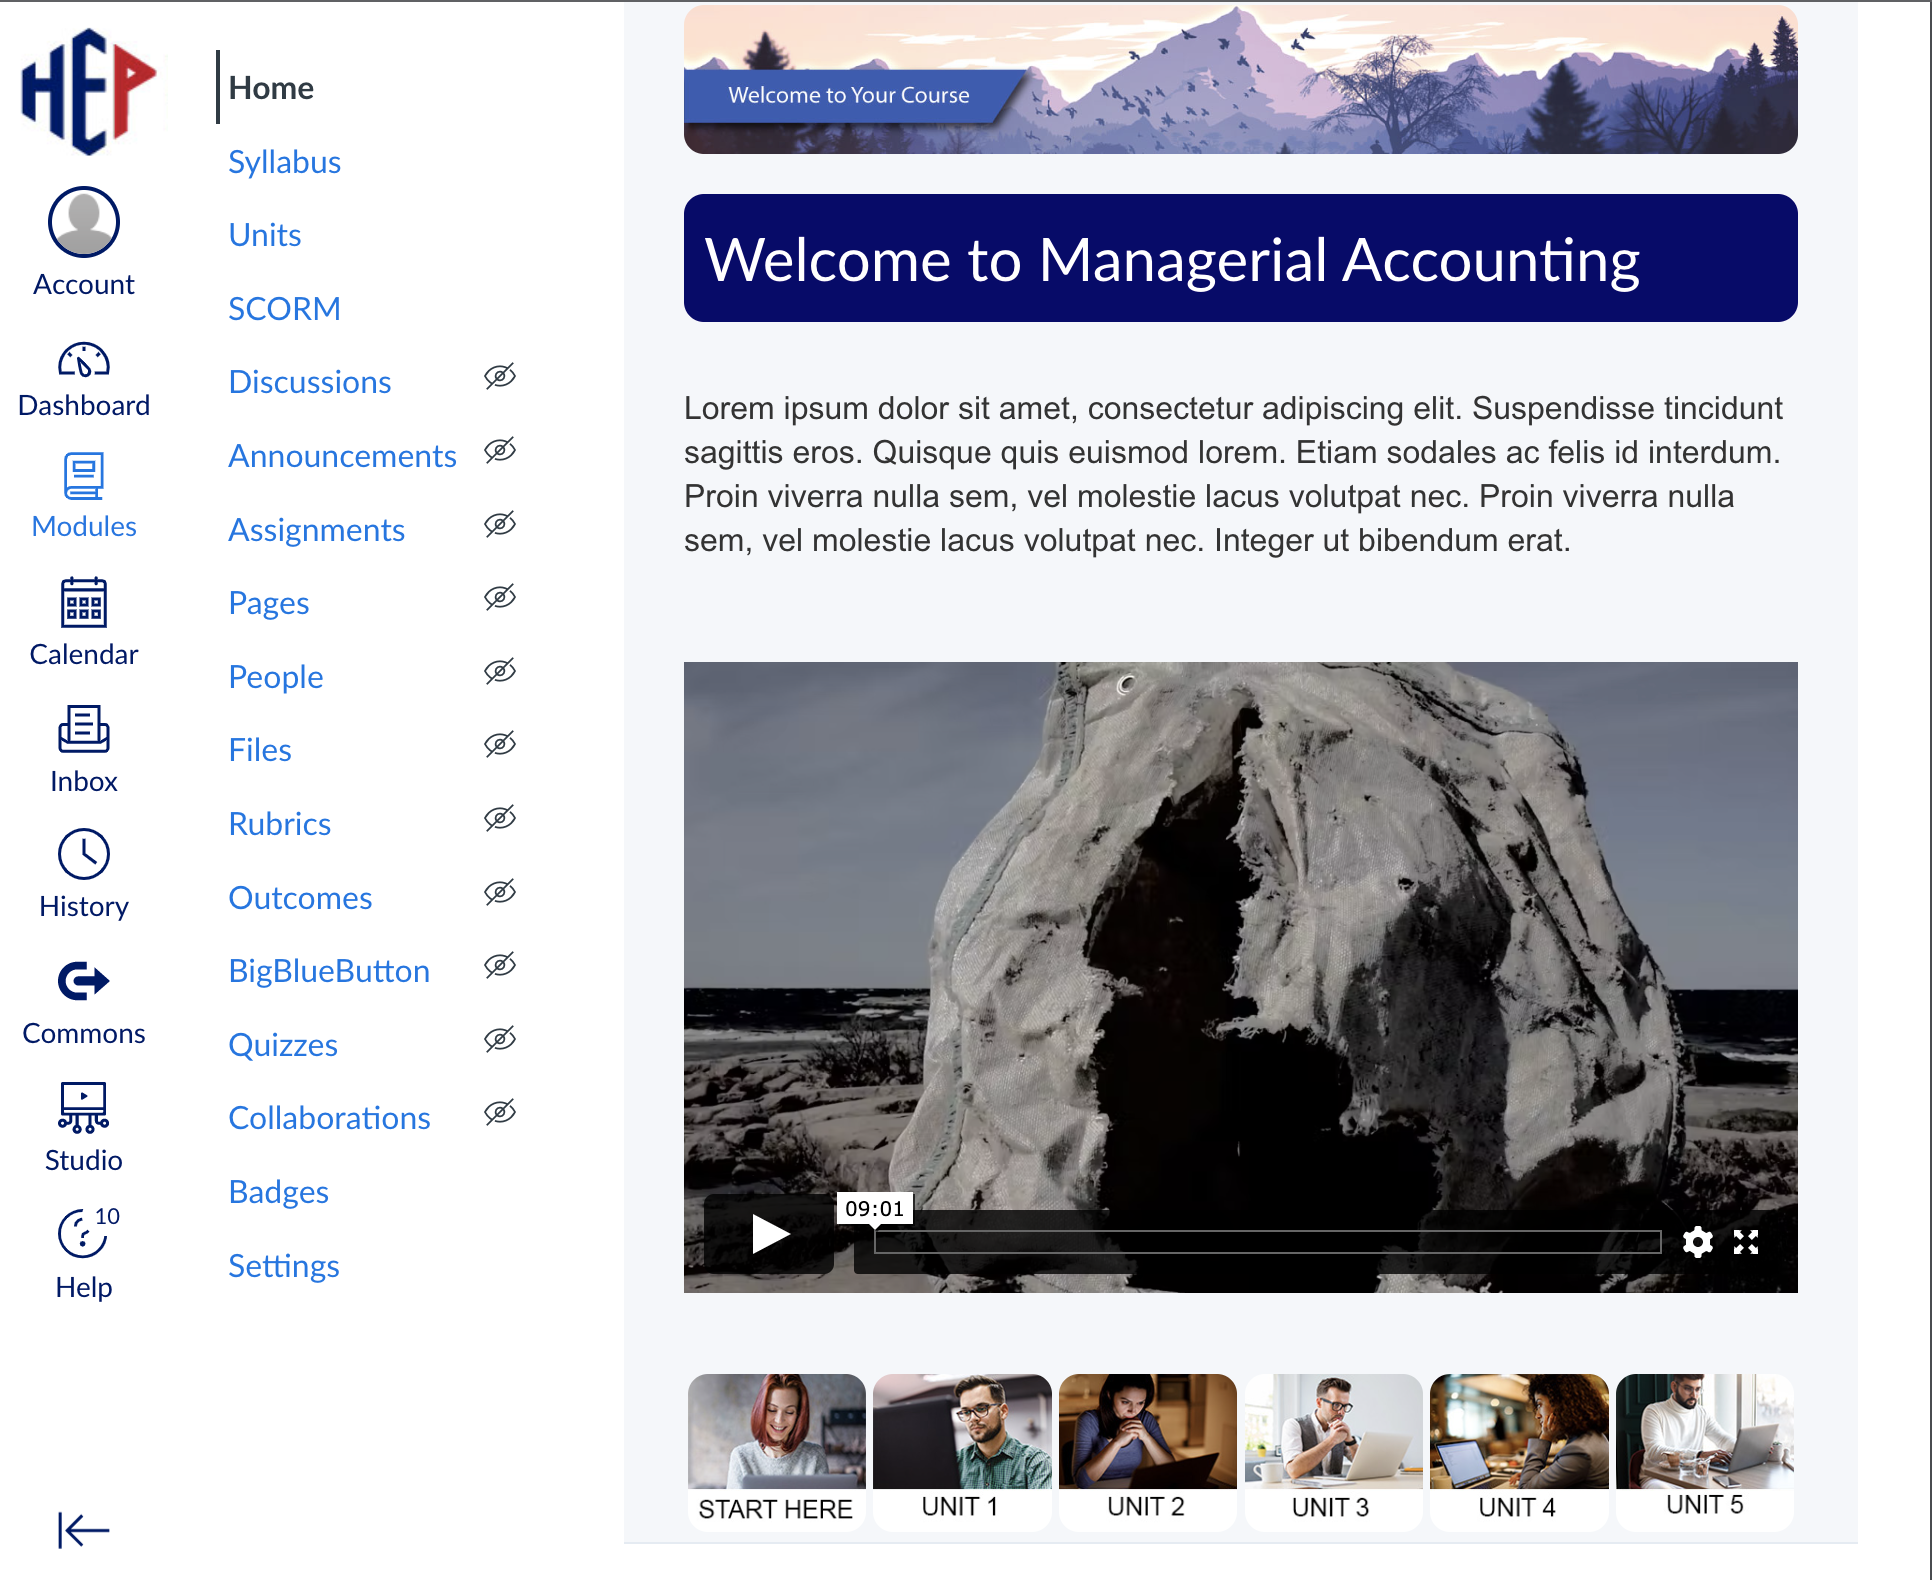 HEP
Account
Dashboard
Modules
Calendar
Inbox
History
Commons
Studio
10
Help
Home
Syllabus
Units
SCORM
Discussions
Announcements
Assignments
Pages
People
Files
Rubrics
Outcomes
BigBlueButton
Quizzes
Collaborations
Badges
Settings
Welcome to Your Course
Welcome to Managerial Accounting
Lorem ipsum dolor sit amet, consectetur adipiscing elit. Suspendisse tincidunt
sagittis eros. Quisque quis euismod lorem. Etiam sodales ac felis id interdum.
Proin viverra nulla sem, vel molestie lacus volutpat nec. Proin viverra nulla
sem, vel molestie lacus volutpat nec. Integer ut bibendum erat.
09:01
START HERE
UNIT 1
UNIT 2
UNIT 3
UNIT 4
UNIT 5